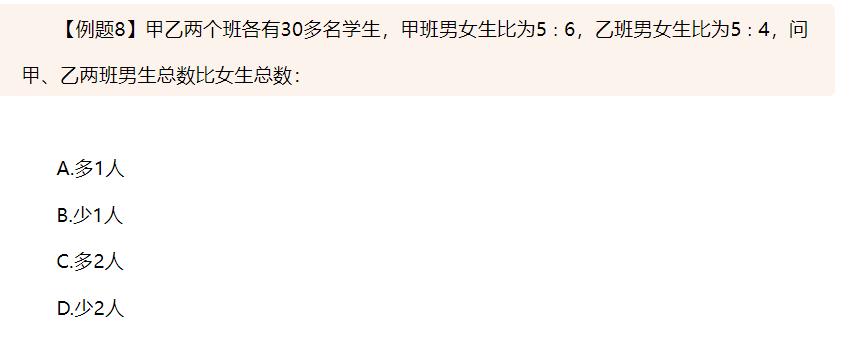 【例题8】甲乙两个班各有30多名学生，甲班男女生比为5：6，乙班男女生比为5：4，问
甲、乙两班男生总数比女生总数：
A.多1人
B.少1人
C.多2人
D.少2人